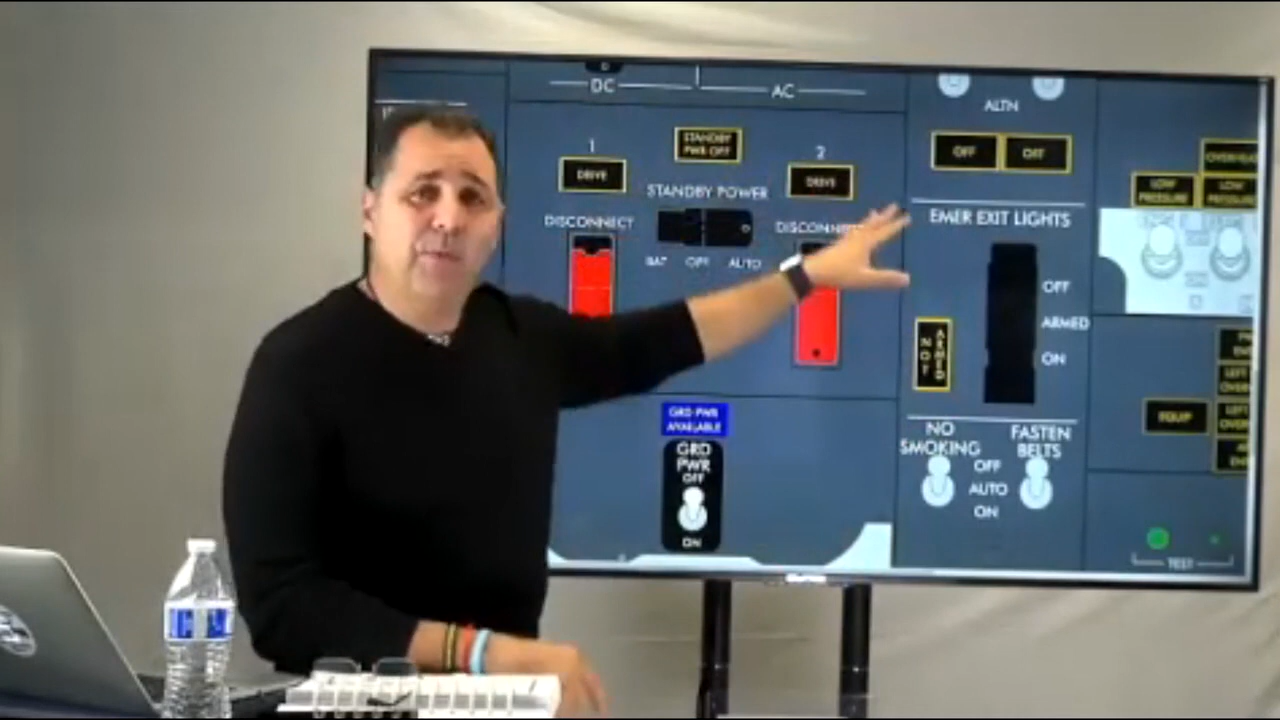 DC
AC
ALTN
1
STANDBY
PWR OFF
2
DRIVE
DRIVE
OFF
OFF
LOW
PRESSURE
LOW
PRESSURE
STANDBY POWER
DISCONNECT
BAT OFF AUTO
EMER EXIT LIGHTS
OFF
ARMED
ON
NOT
ARMED
GRD PWR
AVAILABLE
GRD
PWR
OFF
ON
NO
SMOKING
FASTEN
BELTS
OFF
AUTO
ON
EQUIP
TEST